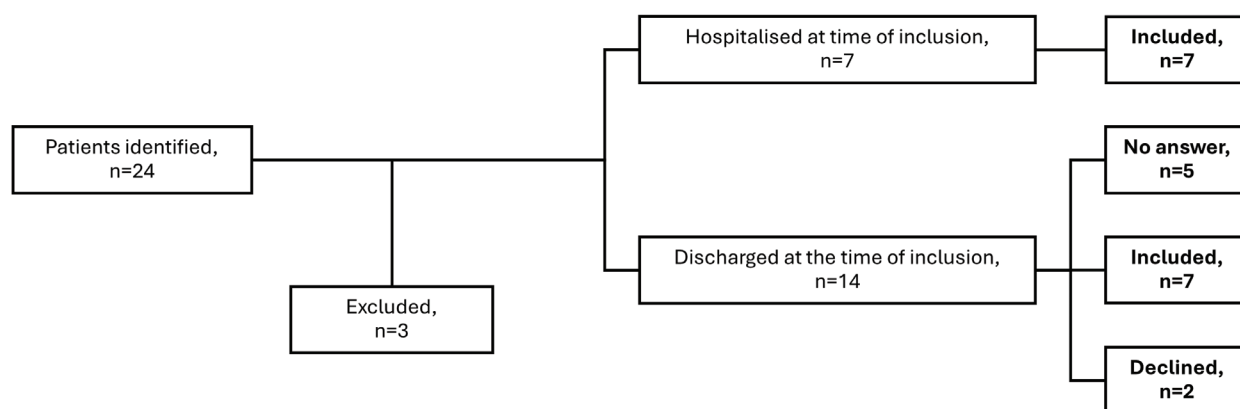 Patients identified,
n=24
Excluded,
n=3
Hospitalised at time of inclusion,
n=7
Discharged at the time of inclusion,
n=14
Included,
n=7
No answer,
n=5
Included,
n=7
Declined,
n=2